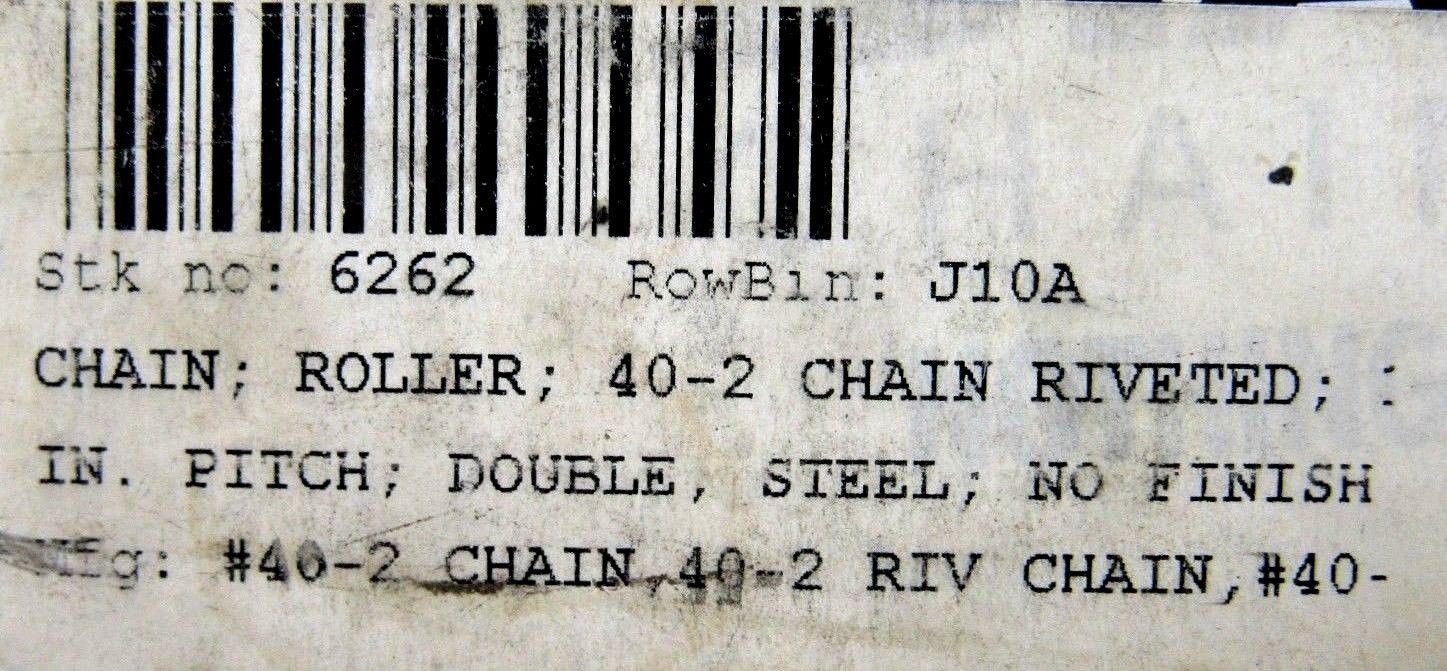 Stk no: 6262 RowBin: J10A
CHAIN; ROLLER; 40-2 CHAIN RIVETED;
IN. PITCH; DOUBLE, STEEL; NO FINISH
Mfg: #40-2 CHAIN,40-2 RIV CHAIN,#40-